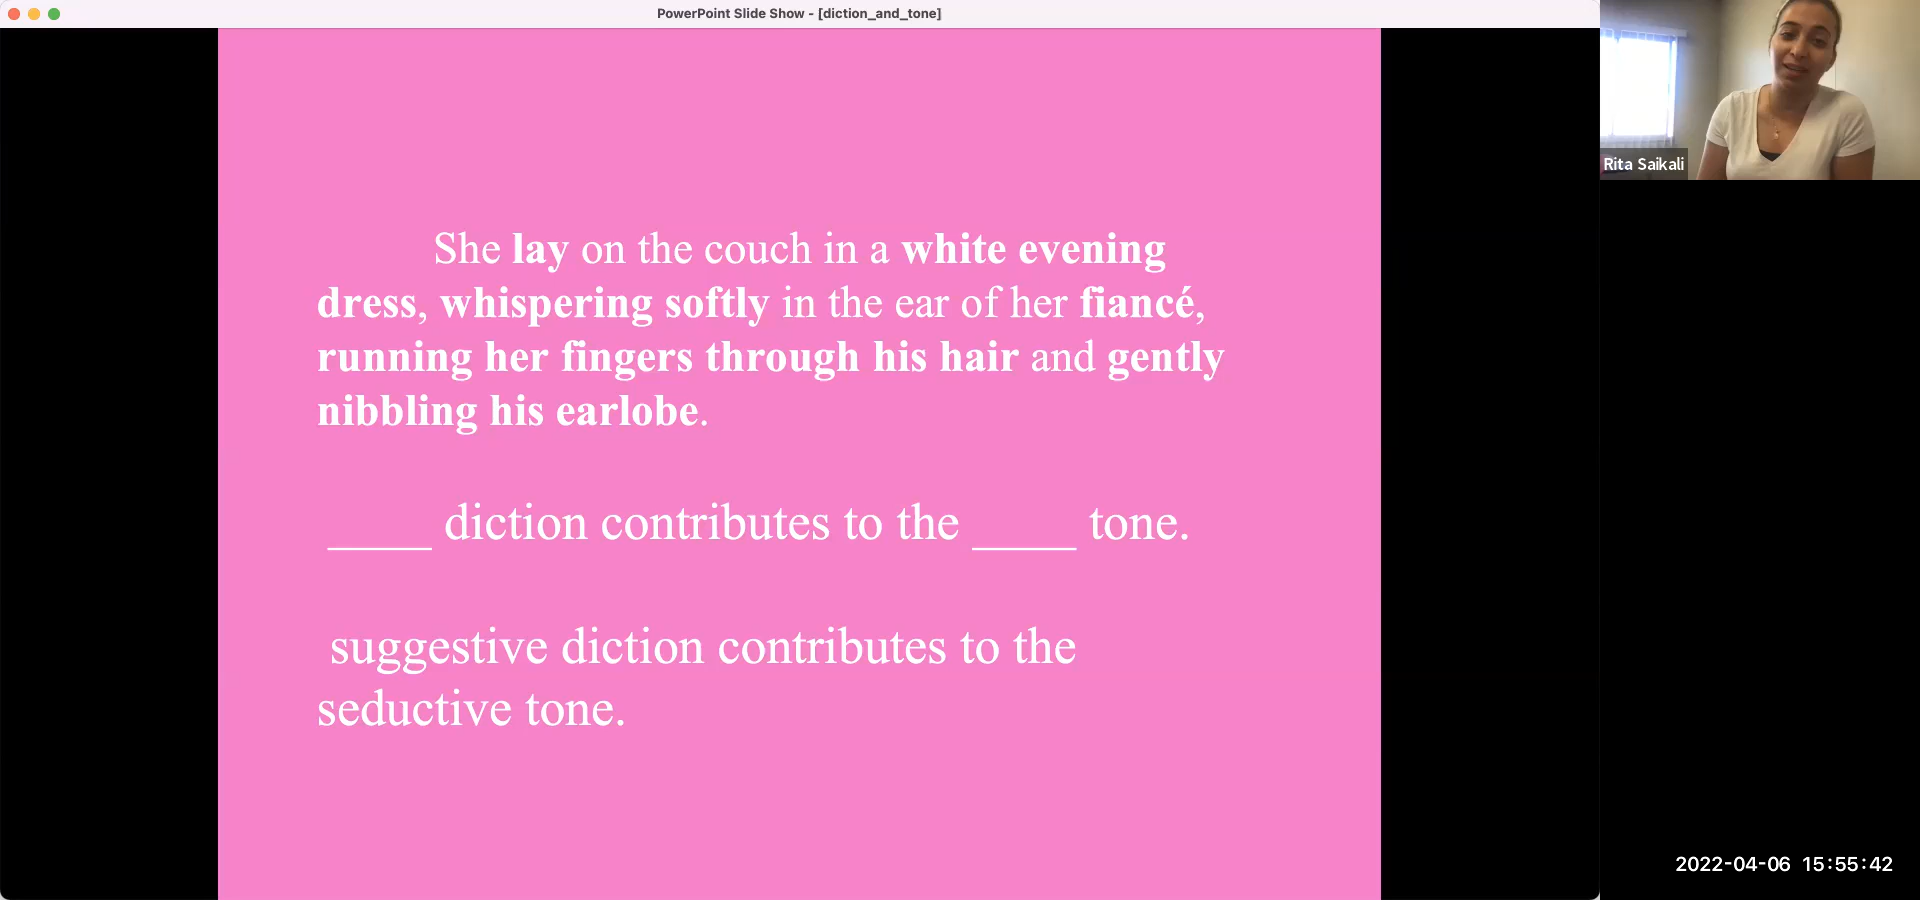 PowerPoint Slide Show - [diction_and_tone]
She lay on the couch in a white evening
dress, whispering softly in the ear of her fiancé,
running her fingers through his hair and gently
nibbling his earlobe.
____ diction contributes to the ____ tone.
suggestive diction contributes to the
seductive tone.
Rita Saikali
2022-04-06 15:55:42